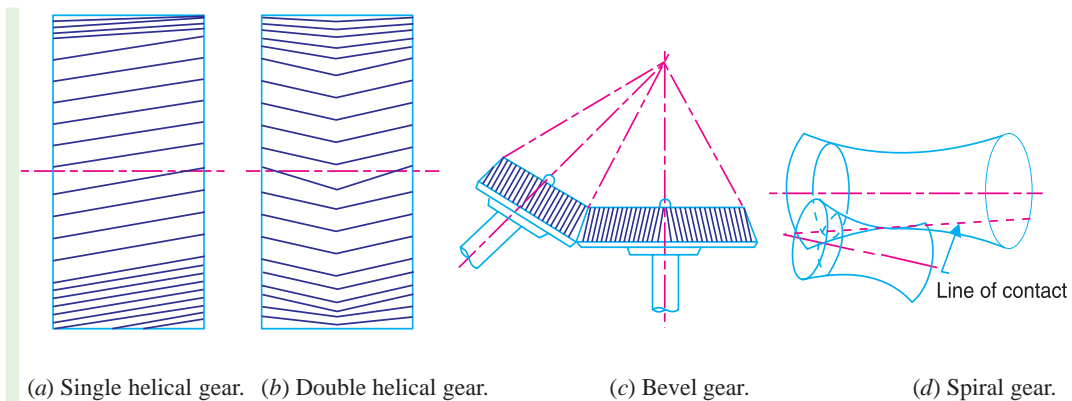 Line of contact
(a) Single helical gear. (b) Double helical gear. (c) Bevel gear. (d) Spiral gear.